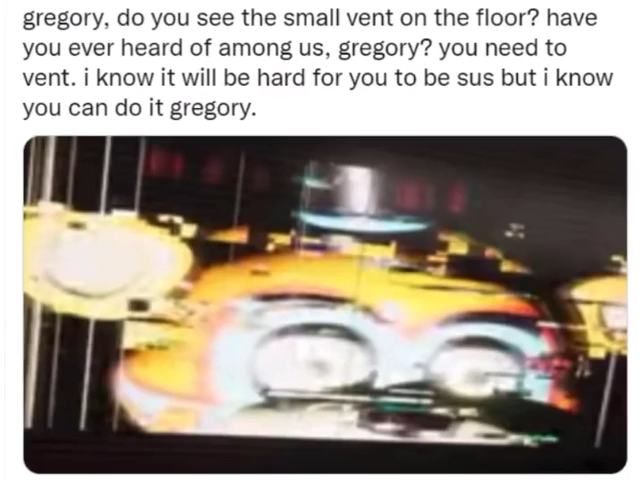 gregory, do you see the small vent on the floor? have
you ever heard of among us, gregory? you need to
vent. i know it will be hard for you to be sus but i know
you can do it gregory.